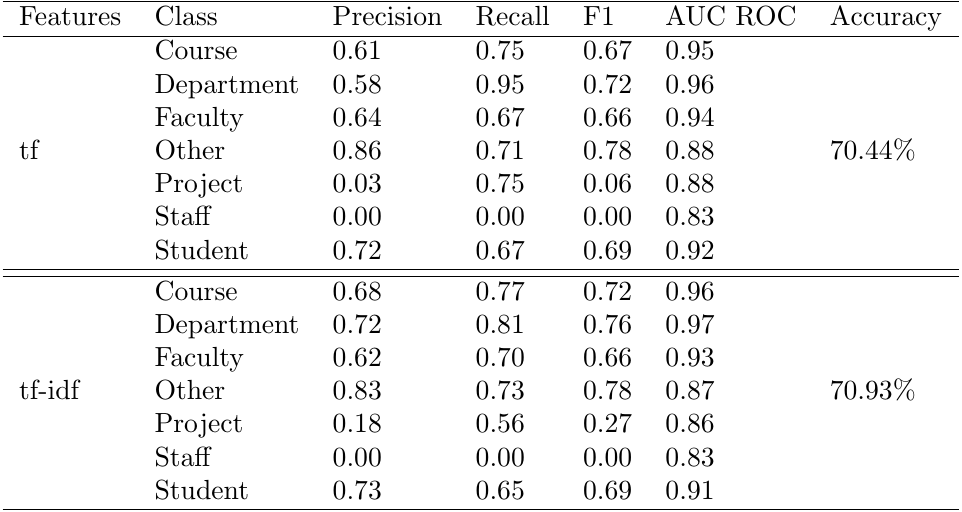 Features Class Precision Recall F1 AUC ROC Accuracy
Course 0.61 0.75 0.67 0.95
Department 0.58 0.95 0.72 0.96
Faculty 0.64 0.67 0.66 0.94
tf Other 0.86 0.71 0.78 0.88 70.44%
Project 0.03 0.75 0.06 0.88
Staff 0.00 0.00 0.00 0.83
Student 0.72 0.67 0.69 0.92
Course 0.68 0.77 0.72 0.96
Department 0.72 0.81 0.76 0.97
Faculty 0.62 0.70 0.66 0.93
tf-idf Other 0.83 0.73 0.78 0.87 70.93%
Project 0.18 0.56 0.27 0.86
Staff 0.00 0.00 0.00 0.83
Student 0.73 0.65 0.69 0.91